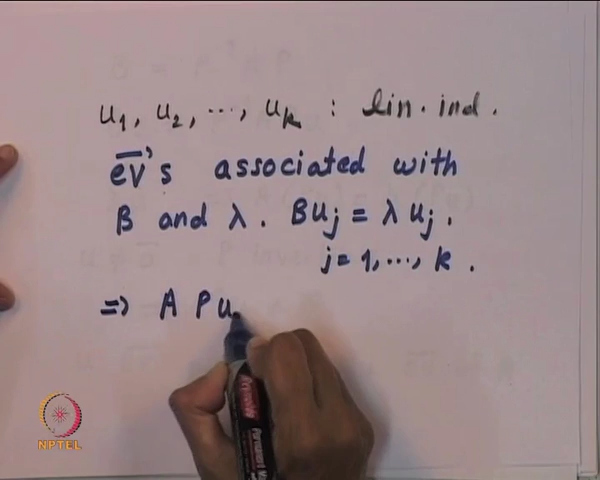 u₁, u₂, ..., uₖ : lin. ind.
ev's associated with
B and λ. Buⱼ = λ uⱼ.
j = 1, ..., k.
=> A P u
NPTEL